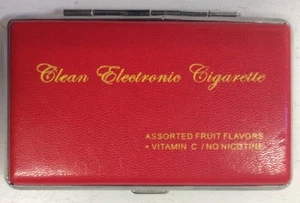 Clean Electronic Cigarette
ASSORTED FRUIT FLAVORS
+ VITAMIN C / NO NICOTINE